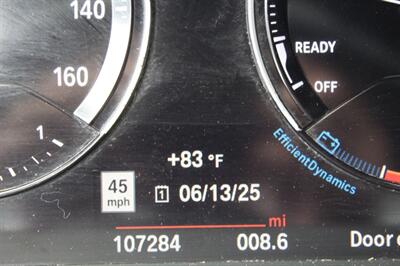 140
160
1
READY
OFF
EfficientDynamics
+83 °F
45
mph
1
06/13/25
mi
107284
008.6
Door